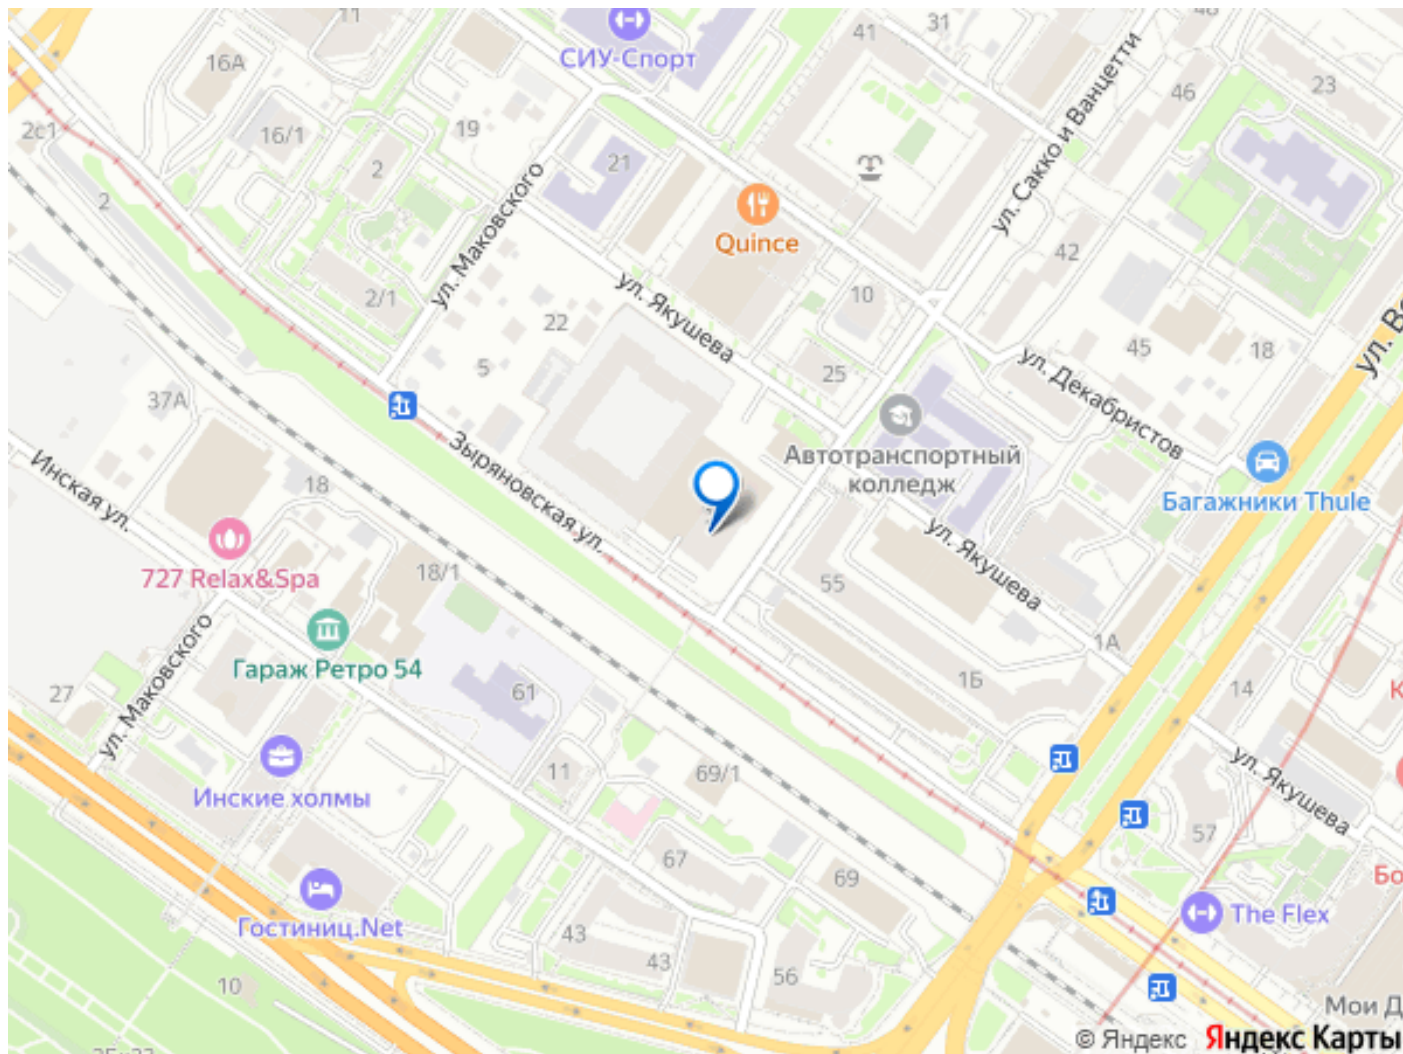 11
31
41
СИУ-Спорт
16А
46
23
2с1
16/1
19
2
21
ул. Маковского
ул. Сакко и Ванцетти
2
Quince
42
2/1
ул. Якушева
10
22
45
18
5
25
ул. Декабристов
37А
Зыряновская ул.
Автотранспортный
колледж
Инская ул.
18
Багажники Thule
727 Relax&Spa
18/1
55
ул. Якушева
Гараж Ретро 54
ул. Маковского
1А
27
61
1Б
14
ул. Якушева
11
69/1
Инские холмы
57
67
69
Гостиниц.Net
The Flex
43
43
56
10
© Яндекс Яндекс Карты